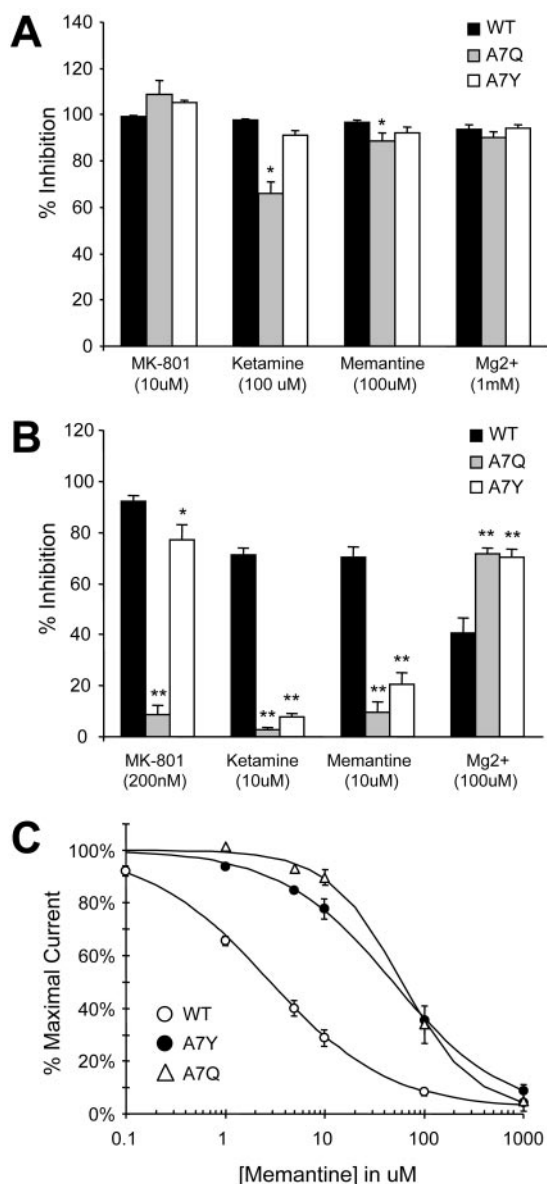 A
140
120
100
80
60
40
20
0
% Inhibition
WT
A7Q
A7Y
*
*
MK-801 Ketamine Memantine Mg2+
(10uM) (100 uM) (100uM) (1mM)
B
120
100
80
60
40
20
0
% Inhibition
WT
A7Q
A7Y
*
**
** **
** **
** **
MK-801 Ketamine Memantine Mg2+
(200nM) (10uM) (10uM) (100uM)
C
100%
80%
60%
40%
20%
0%
% Maximal Current
WT
A7Y
A7Q
0.1 1 10 100 1000
[Memantine] in uM